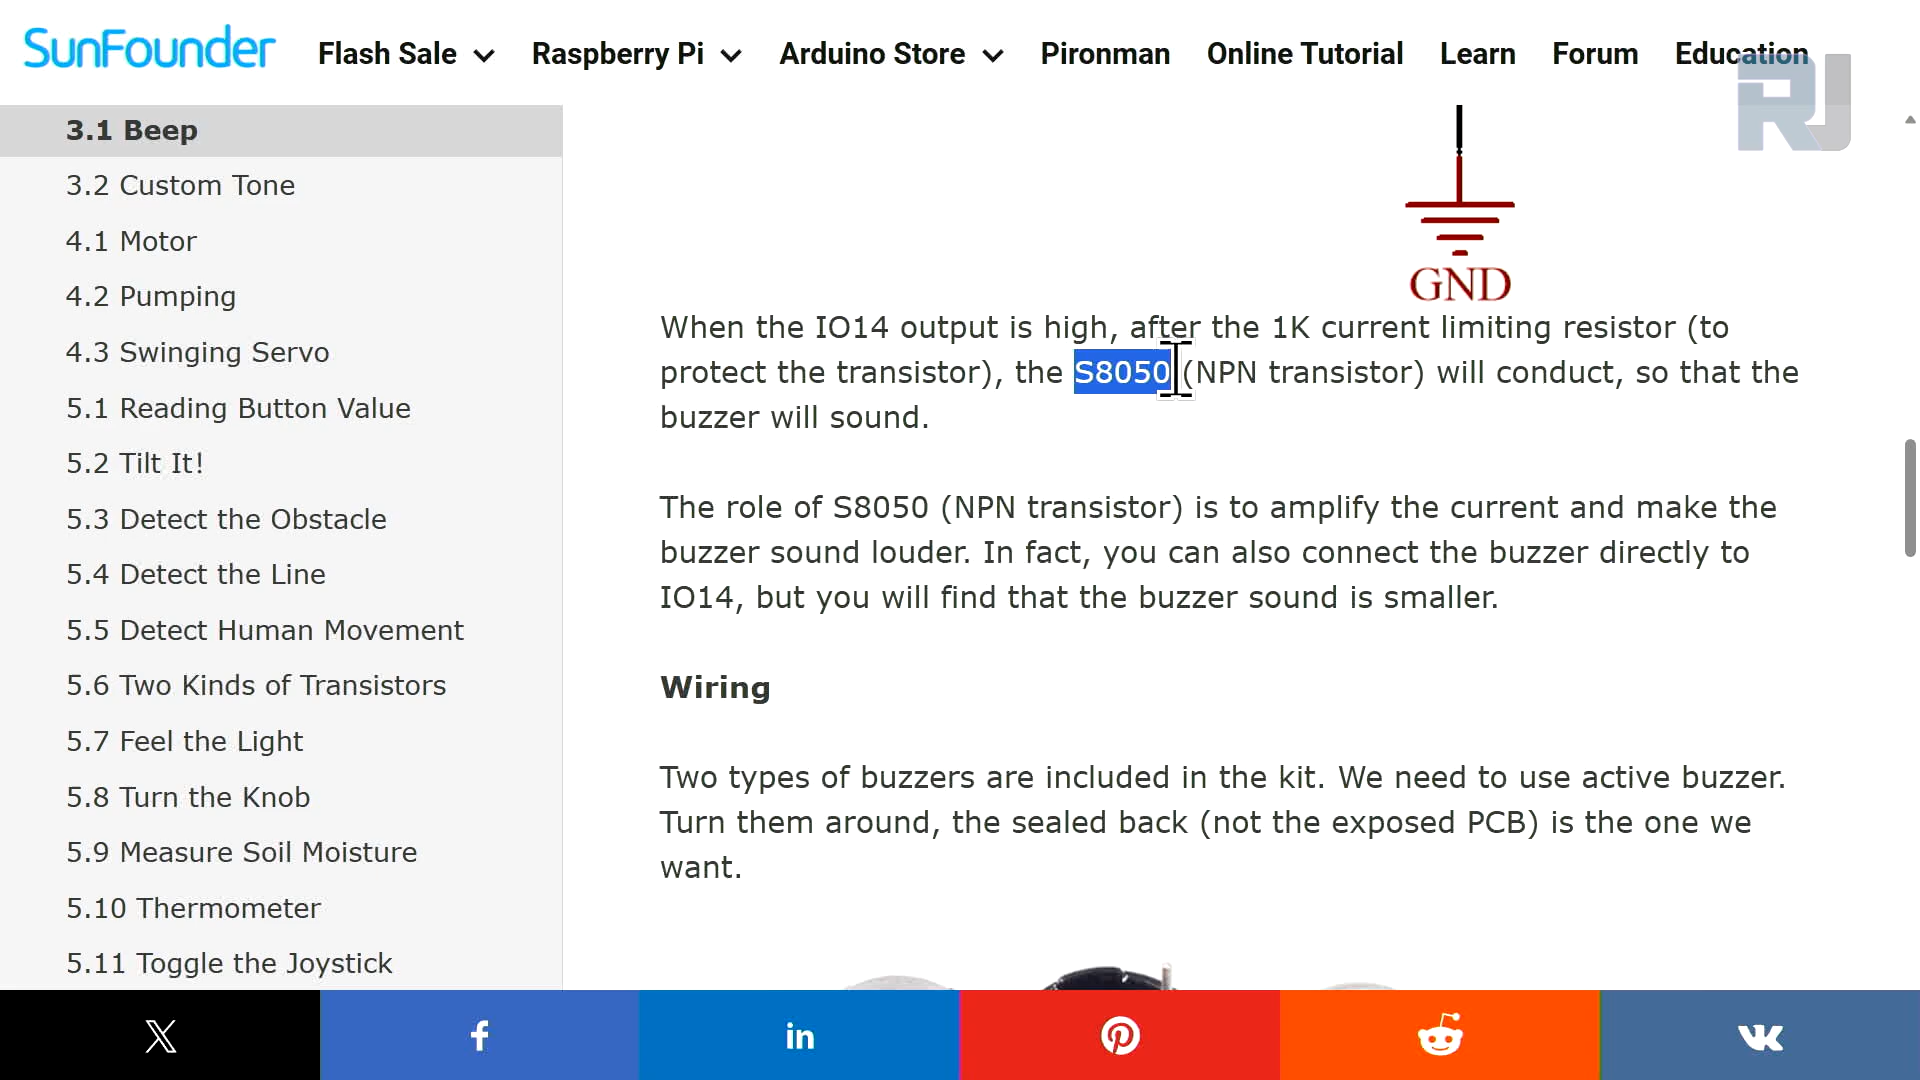 SunFounder
Flash Sale
Raspberry Pi
Arduino Store
Pironman
Online Tutorial
Learn
Forum
Education
RJ
3.1 Beep
3.2 Custom Tone
4.1 Motor
4.2 Pumping
4.3 Swinging Servo
5.1 Reading Button Value
5.2 Tilt It!
5.3 Detect the Obstacle
5.4 Detect the Line
5.5 Detect Human Movement
5.6 Two Kinds of Transistors
5.7 Feel the Light
5.8 Turn the Knob
5.9 Measure Soil Moisture
5.10 Thermometer
5.11 Toggle the Joystick
GND
When the IO14 output is high, after the 1K current limiting resistor (to
protect the transistor), the S8050 (NPN transistor) will conduct, so that the
buzzer will sound.
The role of S8050 (NPN transistor) is to amplify the current and make the
buzzer sound louder. In fact, you can also connect the buzzer directly to
IO14, but you will find that the buzzer sound is smaller.
Wiring
Two types of buzzers are included in the kit. We need to use active buzzer.
Turn them around, the sealed back (not the exposed PCB) is the one we
want.